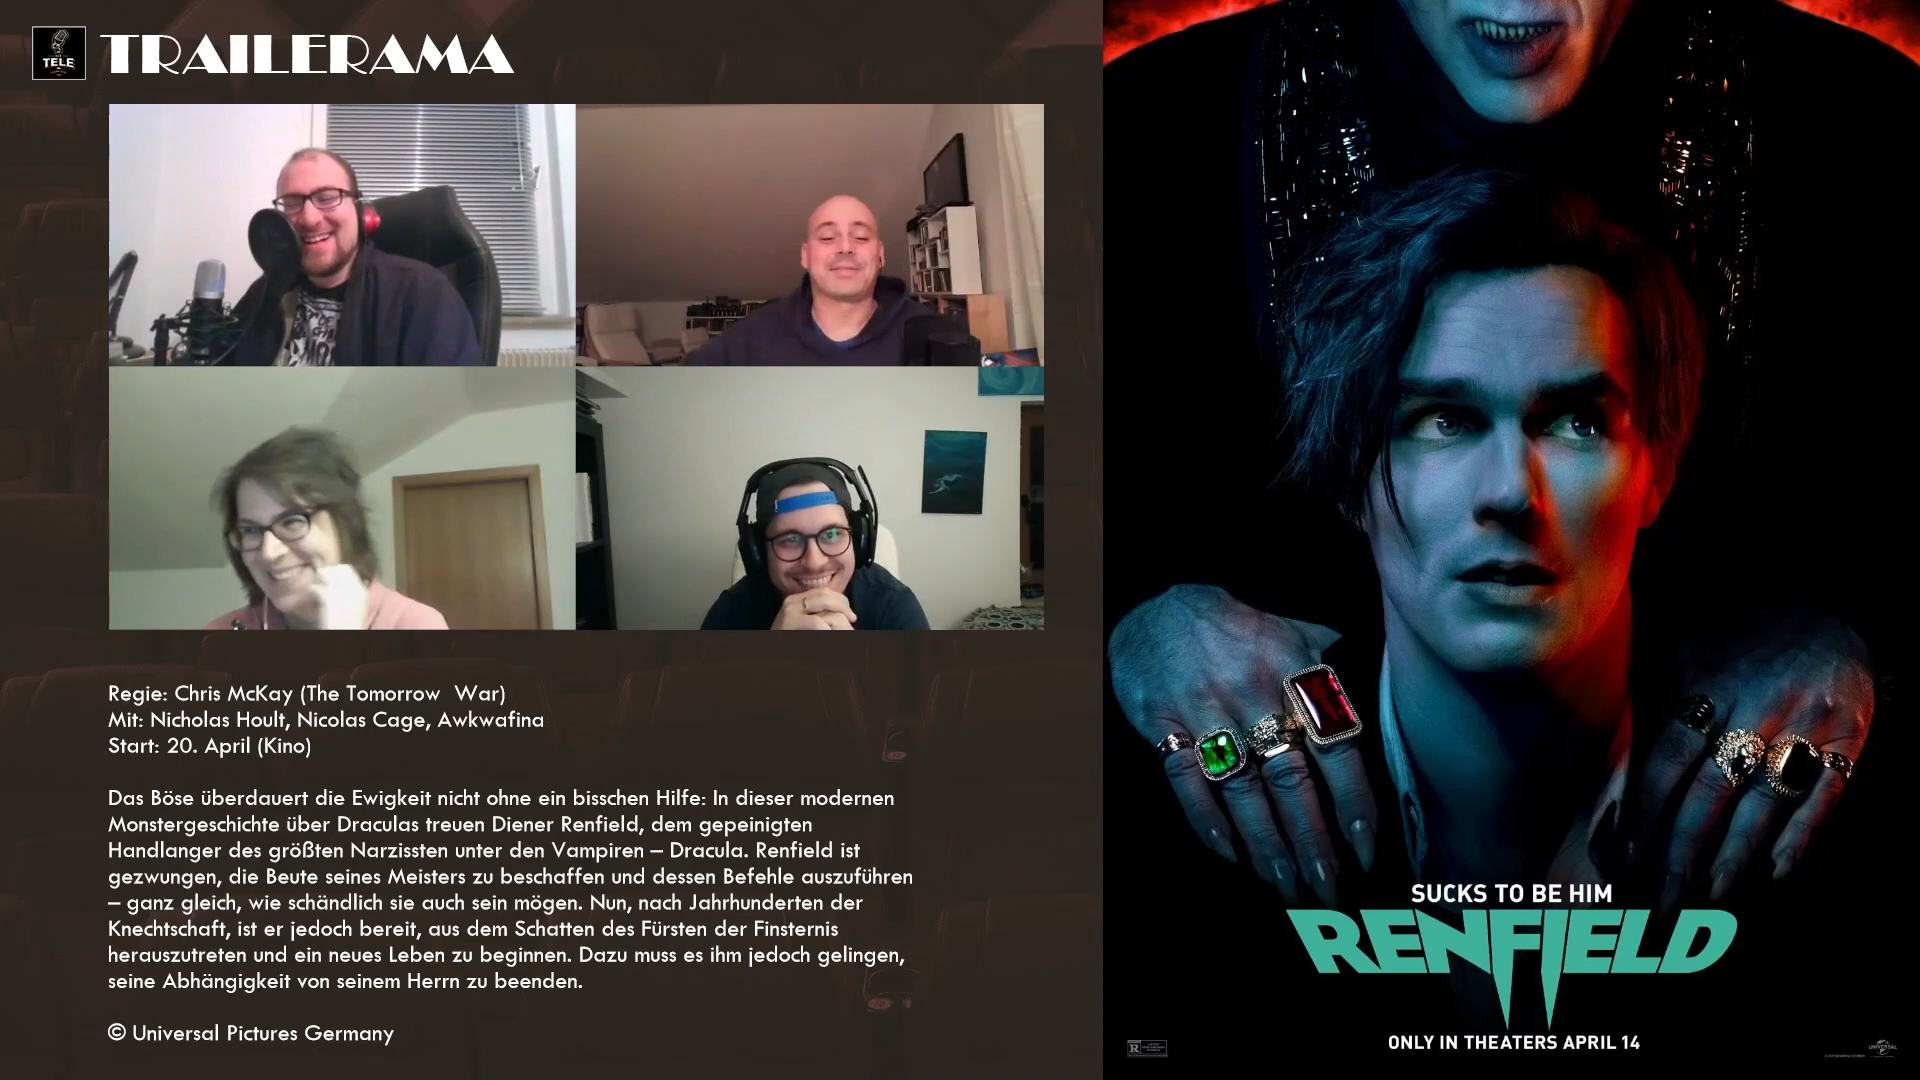 TELE
TRAILERAMA
Regie: Chris McKay (The Tomorrow War)
Mit: Nicholas Hoult, Nicolas Cage, Awkwafina
Start: 20. April (Kino)
Das Böse überdauert die Ewigkeit nicht ohne ein bisschen Hilfe: In dieser modernen
Monstergeschichte über Draculas treuen Diener Renfield, dem gepeinigten
Handlanger des größten Narzissten unter den Vampiren – Dracula. Renfield ist
gezwungen, die Beute seines Meisters zu beschaffen und dessen Befehle auszuführen
– ganz gleich, wie schändlich sie auch sein mögen. Nun, nach Jahrhunderten der
Knechtschaft, ist er jedoch bereit, aus dem Schatten des Fürsten der Finsternis
herauszutreten und ein neues Leben zu beginnen. Dazu muss es ihm jedoch gelingen,
seine Abhängigkeit von seinem Herrn zu beenden.
© Universal Pictures Germany
SUCKS TO BE HIM
RENFIELD
ONLY IN THEATERS APRIL 14
R
UNIVERSAL